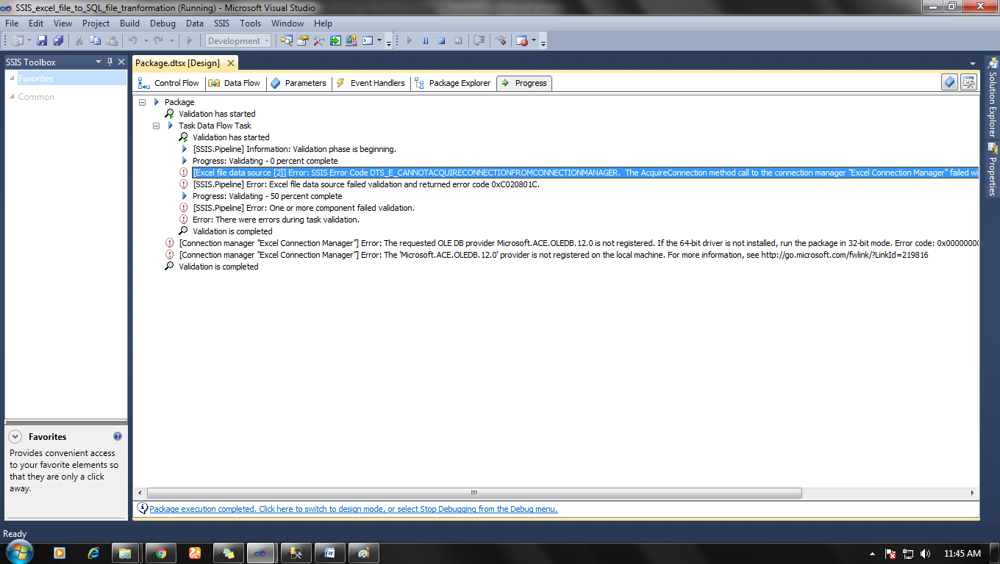 SSIS_excel_file_to_SQL_file_tranformation (Running) - Microsoft Visual Studio
File Edit View Project Build Debug Data SSIS Tools Window Help
Development
SSIS Toolbox
Favorites
Common
Package.dtsx [Design]
Control Flow Data Flow Parameters Event Handlers Package Explorer Progress
Package
Validation has started
Task Data Flow Task
Validation has started
[SSIS.Pipeline] Information: Validation phase is beginning.
Progress: Validating - 0 percent complete
[Excel file data source [2]] Error: SSIS Error Code DTS_E_CANNOTACQUIRECONNECTIONFROMCONNECTIONMANAGER. The AcquireConnection method call to the connection manager "Excel Connection Manager" failed wi
[SSIS.Pipeline] Error: Excel file data source failed validation and returned error code 0xC020801C.
Progress: Validating - 50 percent complete
[SSIS.Pipeline] Error: One or more component failed validation.
Error: There were errors during task validation.
Validation is completed
[Connection manager "Excel Connection Manager"] Error: The requested OLE DB provider Microsoft.ACE.OLEDB.12.0 is not registered. If the 64-bit driver is not installed, run the package in 32-bit mode. Error code: 0x00000000
[Connection manager "Excel Connection Manager"] Error: The 'Microsoft.ACE.OLEDB.12.0' provider is not registered on the local machine. For more information, see http://go.microsoft.com/fwlink/?LinkId=219816
Validation is completed
Solution Explorer
Properties
Favorites
Provides convenient access
to your favorite elements so
that they are only a click
away.
Package execution completed. Click here to switch to design mode, or select Stop Debugging from the Debug menu.
Ready
11:45 AM